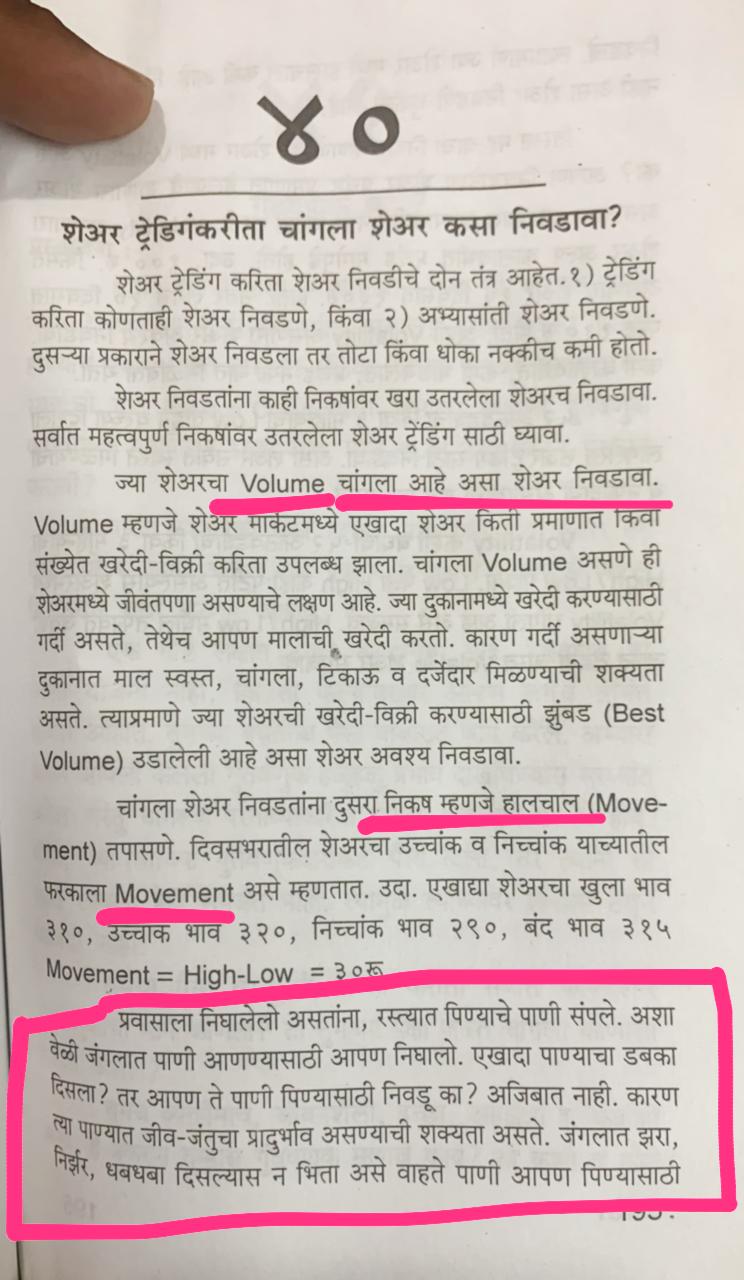 ४०
शेअर ट्रेडिगंकरीता चांगला शेअर कसा निवडावा?
शेअर ट्रेडिंग करिता शेअर निवडीचे दोन तंत्र आहेत.१) ट्रेडिंग
करिता कोणताही शेअर निवडणे, किंवा २) अभ्यासांती शेअर निवडणे.
दुसऱ्या प्रकाराने शेअर निवडला तर तोटा किंवा धोका नक्कीच कमी होतो.
शेअर निवडतांना काही निकषांवर खरा उतरलेला शेअरच निवडावा.
सर्वात महत्वपुर्ण निकषांवर उतरलेला शेअर ट्रेंडिंग साठी घ्यावा.
ज्या शेअरचा Volume चांगला आहे असा शेअर निवडावा.
Volume म्हणजे शेअर मार्केटमध्ये एखादा शेअर किती प्रमाणात किंवा
संख्येत खरेदी-विक्री करिता उपलब्ध झाला. चांगला Volume असणे ही
शेअरमध्ये जीवंतपणा असण्याचे लक्षण आहे. ज्या दुकानामध्ये खरेदी करण्यासाठी
गर्दी असते, तेथेच आपण मालाची खरेदी करतो. कारण गर्दी असणाऱ्या
दुकानात माल स्वस्त, चांगला, टिकाऊ व दर्जेदार मिळण्याची शक्यता
असते. त्याप्रमाणे ज्या शेअरची खरेदी-विक्री करण्यासाठी झुंबड (Best
Volume) उडालेली आहे असा शेअर अवश्य निवडावा.
चांगला शेअर निवडतांना दुसरा निकष म्हणजे हालचाल (Move-
ment) तपासणे. दिवसभरातील शेअरचा उच्चांक व निच्चांक याच्यातील
फरकाला Movement असे म्हणतात. उदा. एखाद्या शेअरचा खुला भाव
३१०, उच्चांक भाव ३२०, निच्चांक भाव २९०, बंद भाव ३१५
Movement = High-Low = ३०रू
प्रवासाला निघालेलो असतांना, रस्त्यात पिण्याचे पाणी संपले. अशा
वेळी जंगलात पाणी आणण्यासाठी आपण निघालो. एखादा पाण्याचा डबका
दिसला? तर आपण ते पाणी पिण्यासाठी निवडू का? अजिबात नाही. कारण
त्या पाण्यात जीव-जंतुचा प्रादुर्भाव असण्याची शक्यता असते. जंगलात झरा,
निर्झर, धबधबा दिसल्यास न भिता असे वाहते पाणी आपण पिण्यासाठी